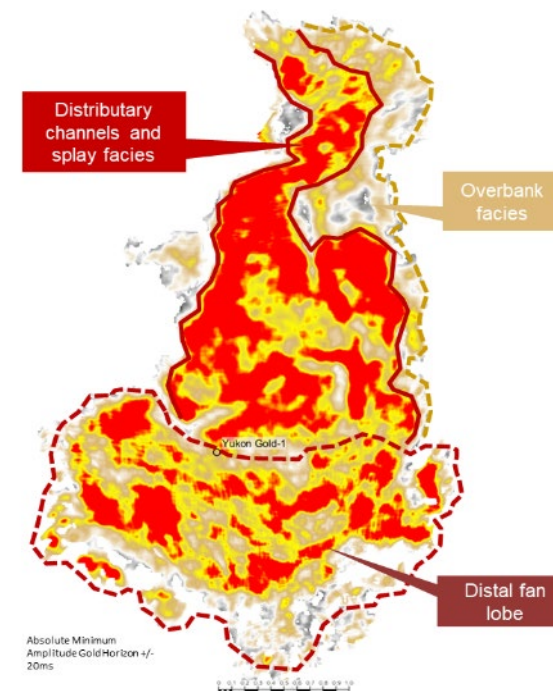 Distributary
channels and
splay facies
Overbank
facies
Yukon Gold-1
Distal fan
lobe
Absolute Minimum
Amplitude Gold Horizon +/-
20ms